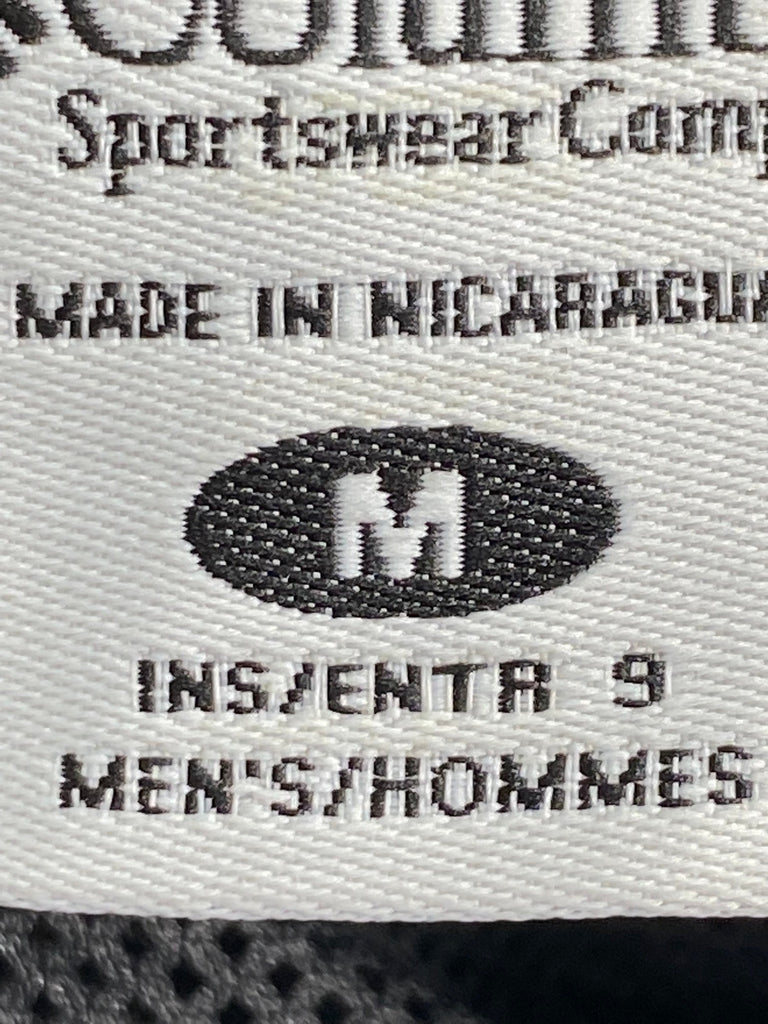 Sportswear Comp
MADE IN NICARAGUA
M
INS/ENTR 9
MEN'S/HOMMES